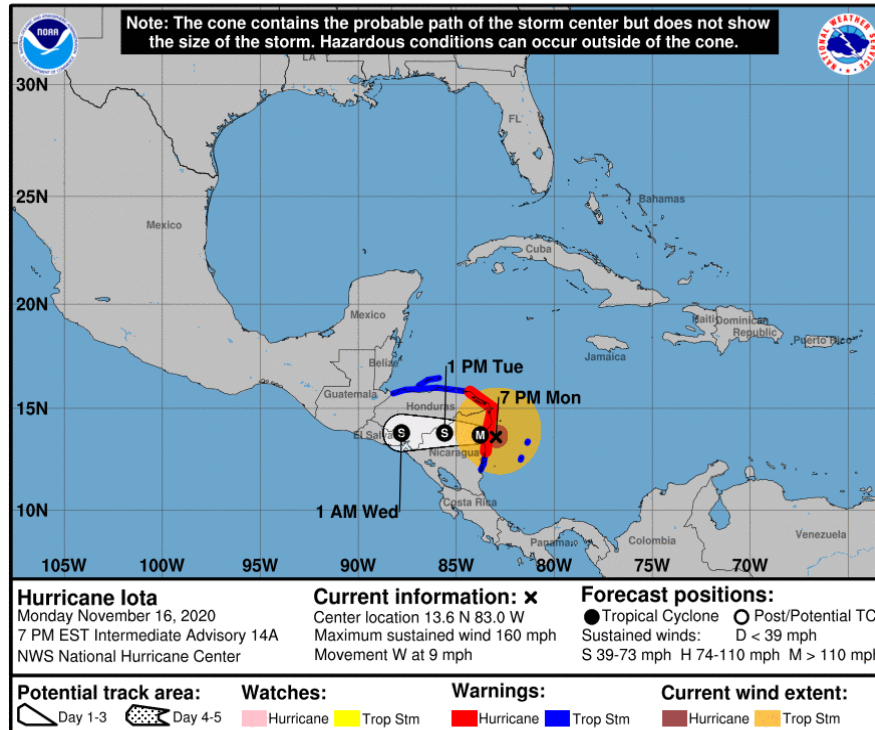 Note: The cone contains the probable path of the storm center but does not show
the size of the storm. Hazardous conditions can occur outside of the cone.
NOAA
NATIONAL WEATHER SERVICE
LA
30N
FL
25N
Mexico
Bahamas
Cuba
20N
Mexico
Haiti Dominican
Republic
Puerto Rico
Jamaica
Belize
1 PM Tue
Guatemala
7 PM Mon
15N
Honduras
S
S
M
El Salva
Nicaragua
1 AM Wed
Costa Rica
10N
Panama
Colombia
Venezuela
105W 100W 95W 90W 85W 80W 75W 70W
Hurricane Iota
Monday November 16, 2020
7 PM EST Intermediate Advisory 14A
NWS National Hurricane Center
Current information: x
Center location 13.6 N 83.0 W
Maximum sustained wind 160 mph
Movement W at 9 mph
Forecast positions:
Tropical Cyclone Post/Potential TC
Sustained winds: D < 39 mph
S 39-73 mph H 74-110 mph M > 110 mph
Potential track area:
Day 1-3 Day 4-5
Watches:
Hurricane Trop Stm
Warnings:
Hurricane Trop Stm
Current wind extent:
Hurricane Trop Stm